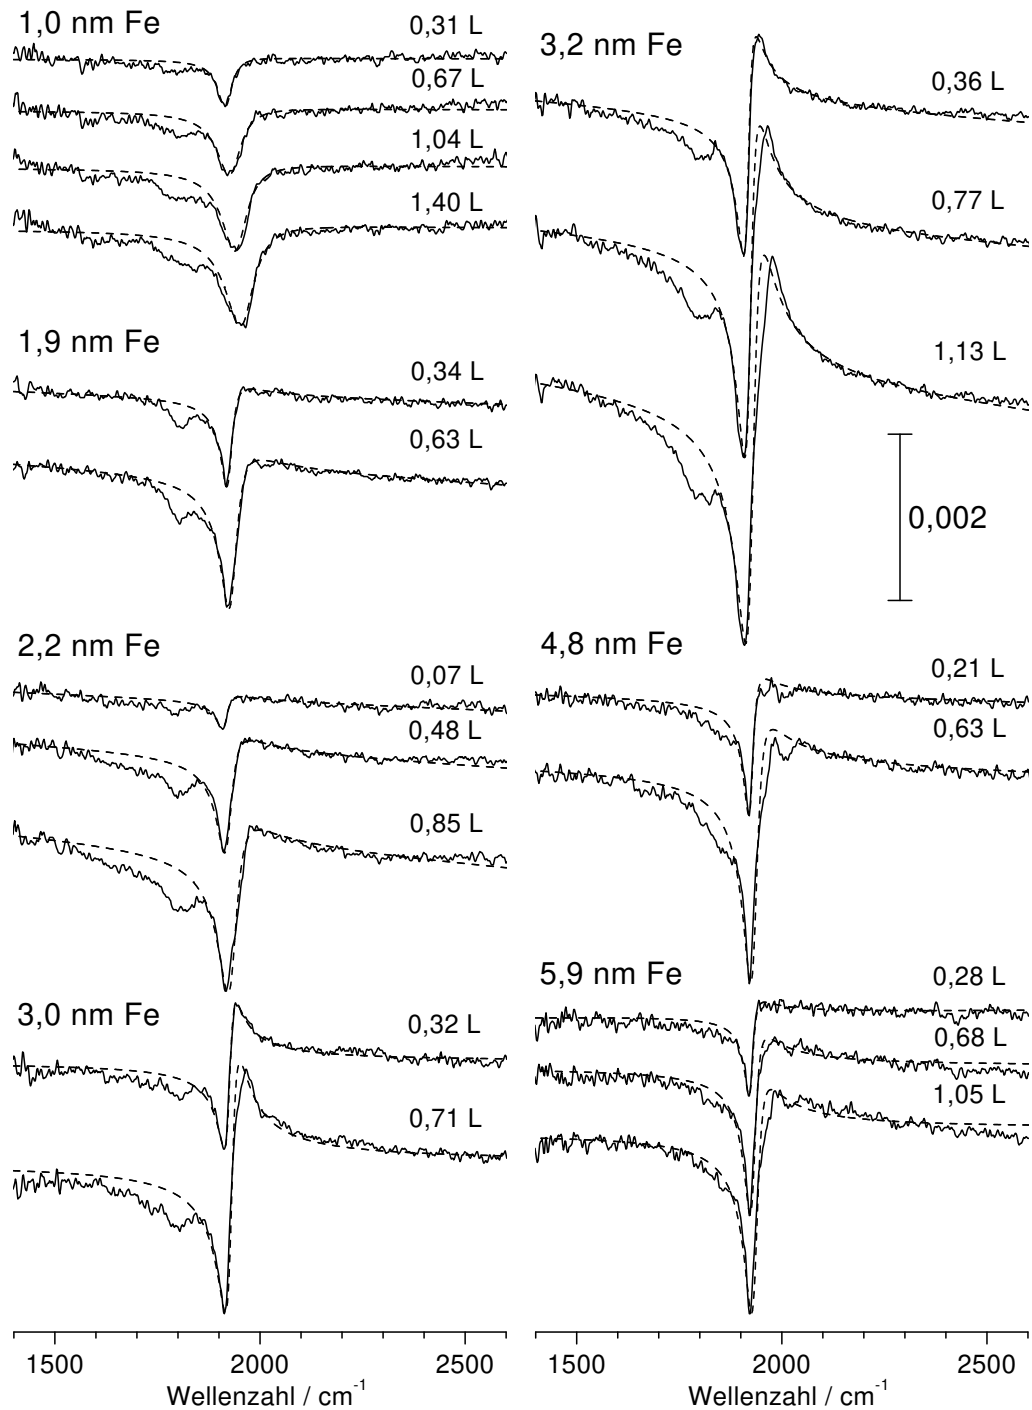 1,0 nm Fe
0,31 L
0,67 L
1,04 L
1,40 L
1,9 nm Fe
0,34 L
0,63 L
2,2 nm Fe
0,07 L
0,48 L
0,85 L
3,0 nm Fe
0,32 L
0,71 L
1500 2000 2500
Wellenzahl / cm⁻¹
3,2 nm Fe
0,36 L
0,77 L
1,13 L
0,002
4,8 nm Fe
0,21 L
0,63 L
5,9 nm Fe
0,28 L
0,68 L
1,05 L
1500 2000 2500
Wellenzahl / cm⁻¹